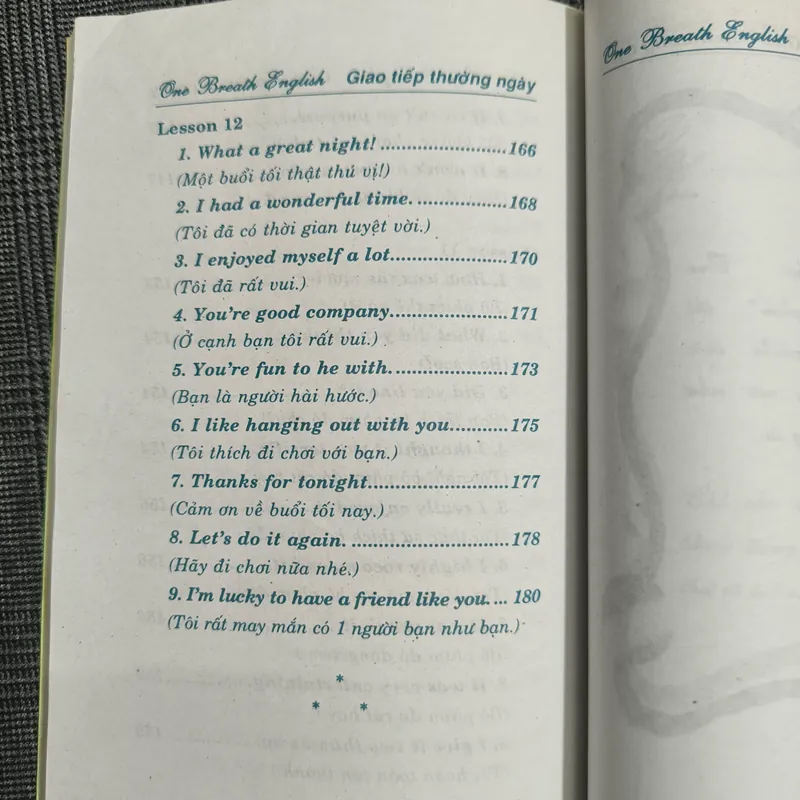 One Breath English Giao tiếp thường ngày
Lesson 12
1. What a great night! ........................166
(Một buổi tối thật thú vị!)
2. I had a wonderful time. .................168
(Tôi đã có thời gian tuyệt vời.)
3. I enjoyed myself a lot......................170
(Tôi đã rất vui.)
4. You're good company......................171
(Ở cạnh bạn tôi rất vui.)
5. You're fun to he with. .....................173
(Bạn là người hài hước.)
6. I like hanging out with you...........175
(Tôi thích đi chơi với bạn.)
7. Thanks for tonight..........................177
(Cảm ơn về buổi tối nay.)
8. Let's do it again. .............................178
(Hãy đi chơi nữa nhé.)
9. I'm lucky to have a friend like you.... 180
(Tôi rất may mắn có 1 người bạn như bạn.)
*
* *
One Breath English